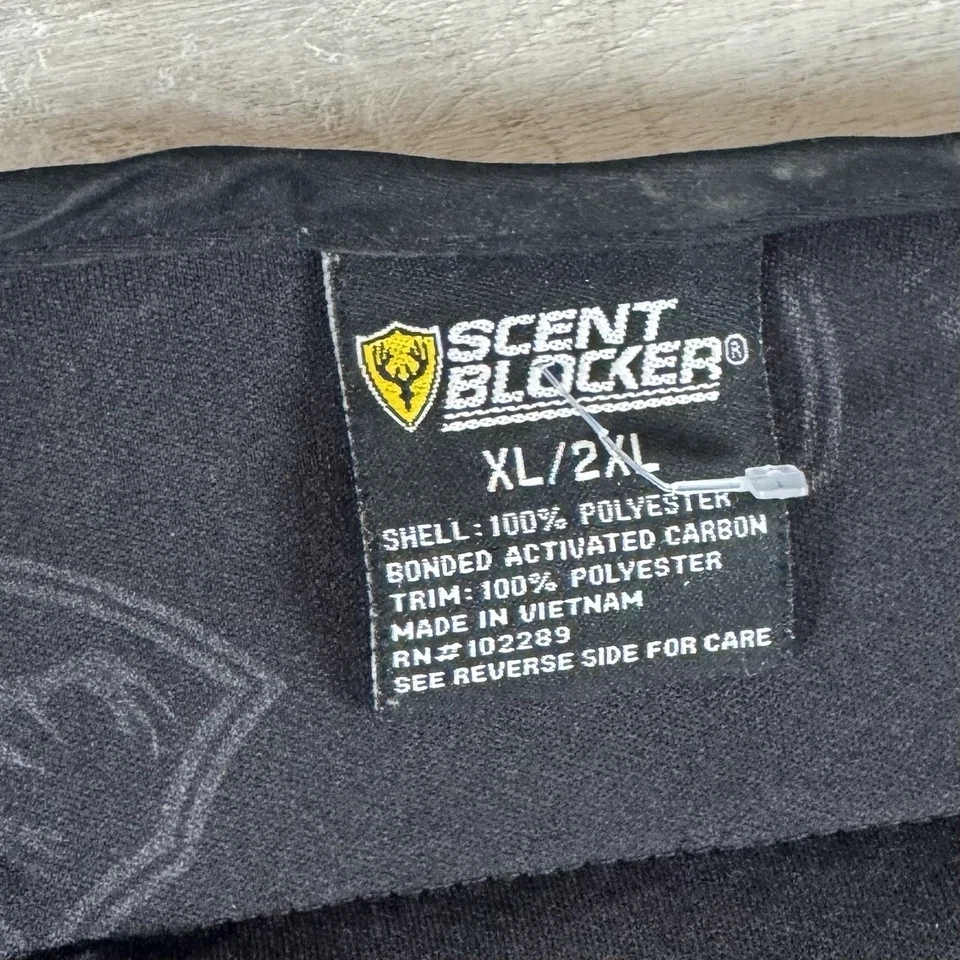 SCENT
BLOCKER®
XL/2XL
SHELL: 100% POLYESTER
BONDED ACTIVATED CARBON
TRIM: 100% POLYESTER
MADE IN VIETNAM
RN#102289
SEE REVERSE SIDE FOR CARE